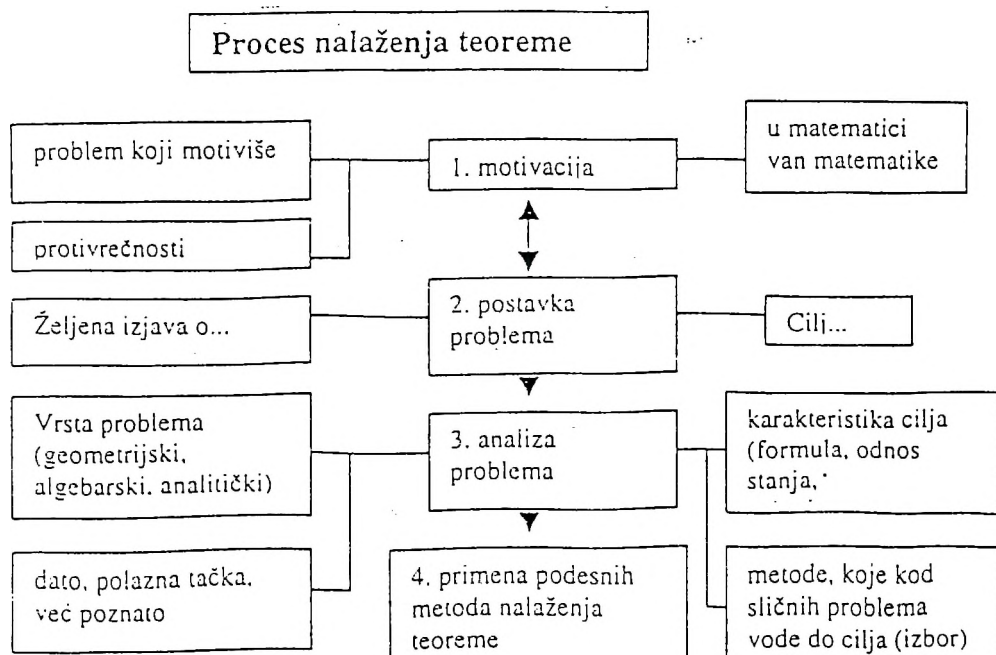 Proces nalaženja teoreme
problem koji motiviše
1. motivacija
u matematici
van matematike
protivrečnosti
Željena izjava o...
2. postavka
problema
Cilj...
Vrsta problema
(geometrijski,
algebarski. analitički)
3. analiza
problema
karakteristika cilja
(formula, odnos
stanja,
dato, polazna tačka,
već poznato
4. primena podesnih
metoda nalaženja
teoreme
metode, koje kod
sličnih problema
vode do cilja (izbor)